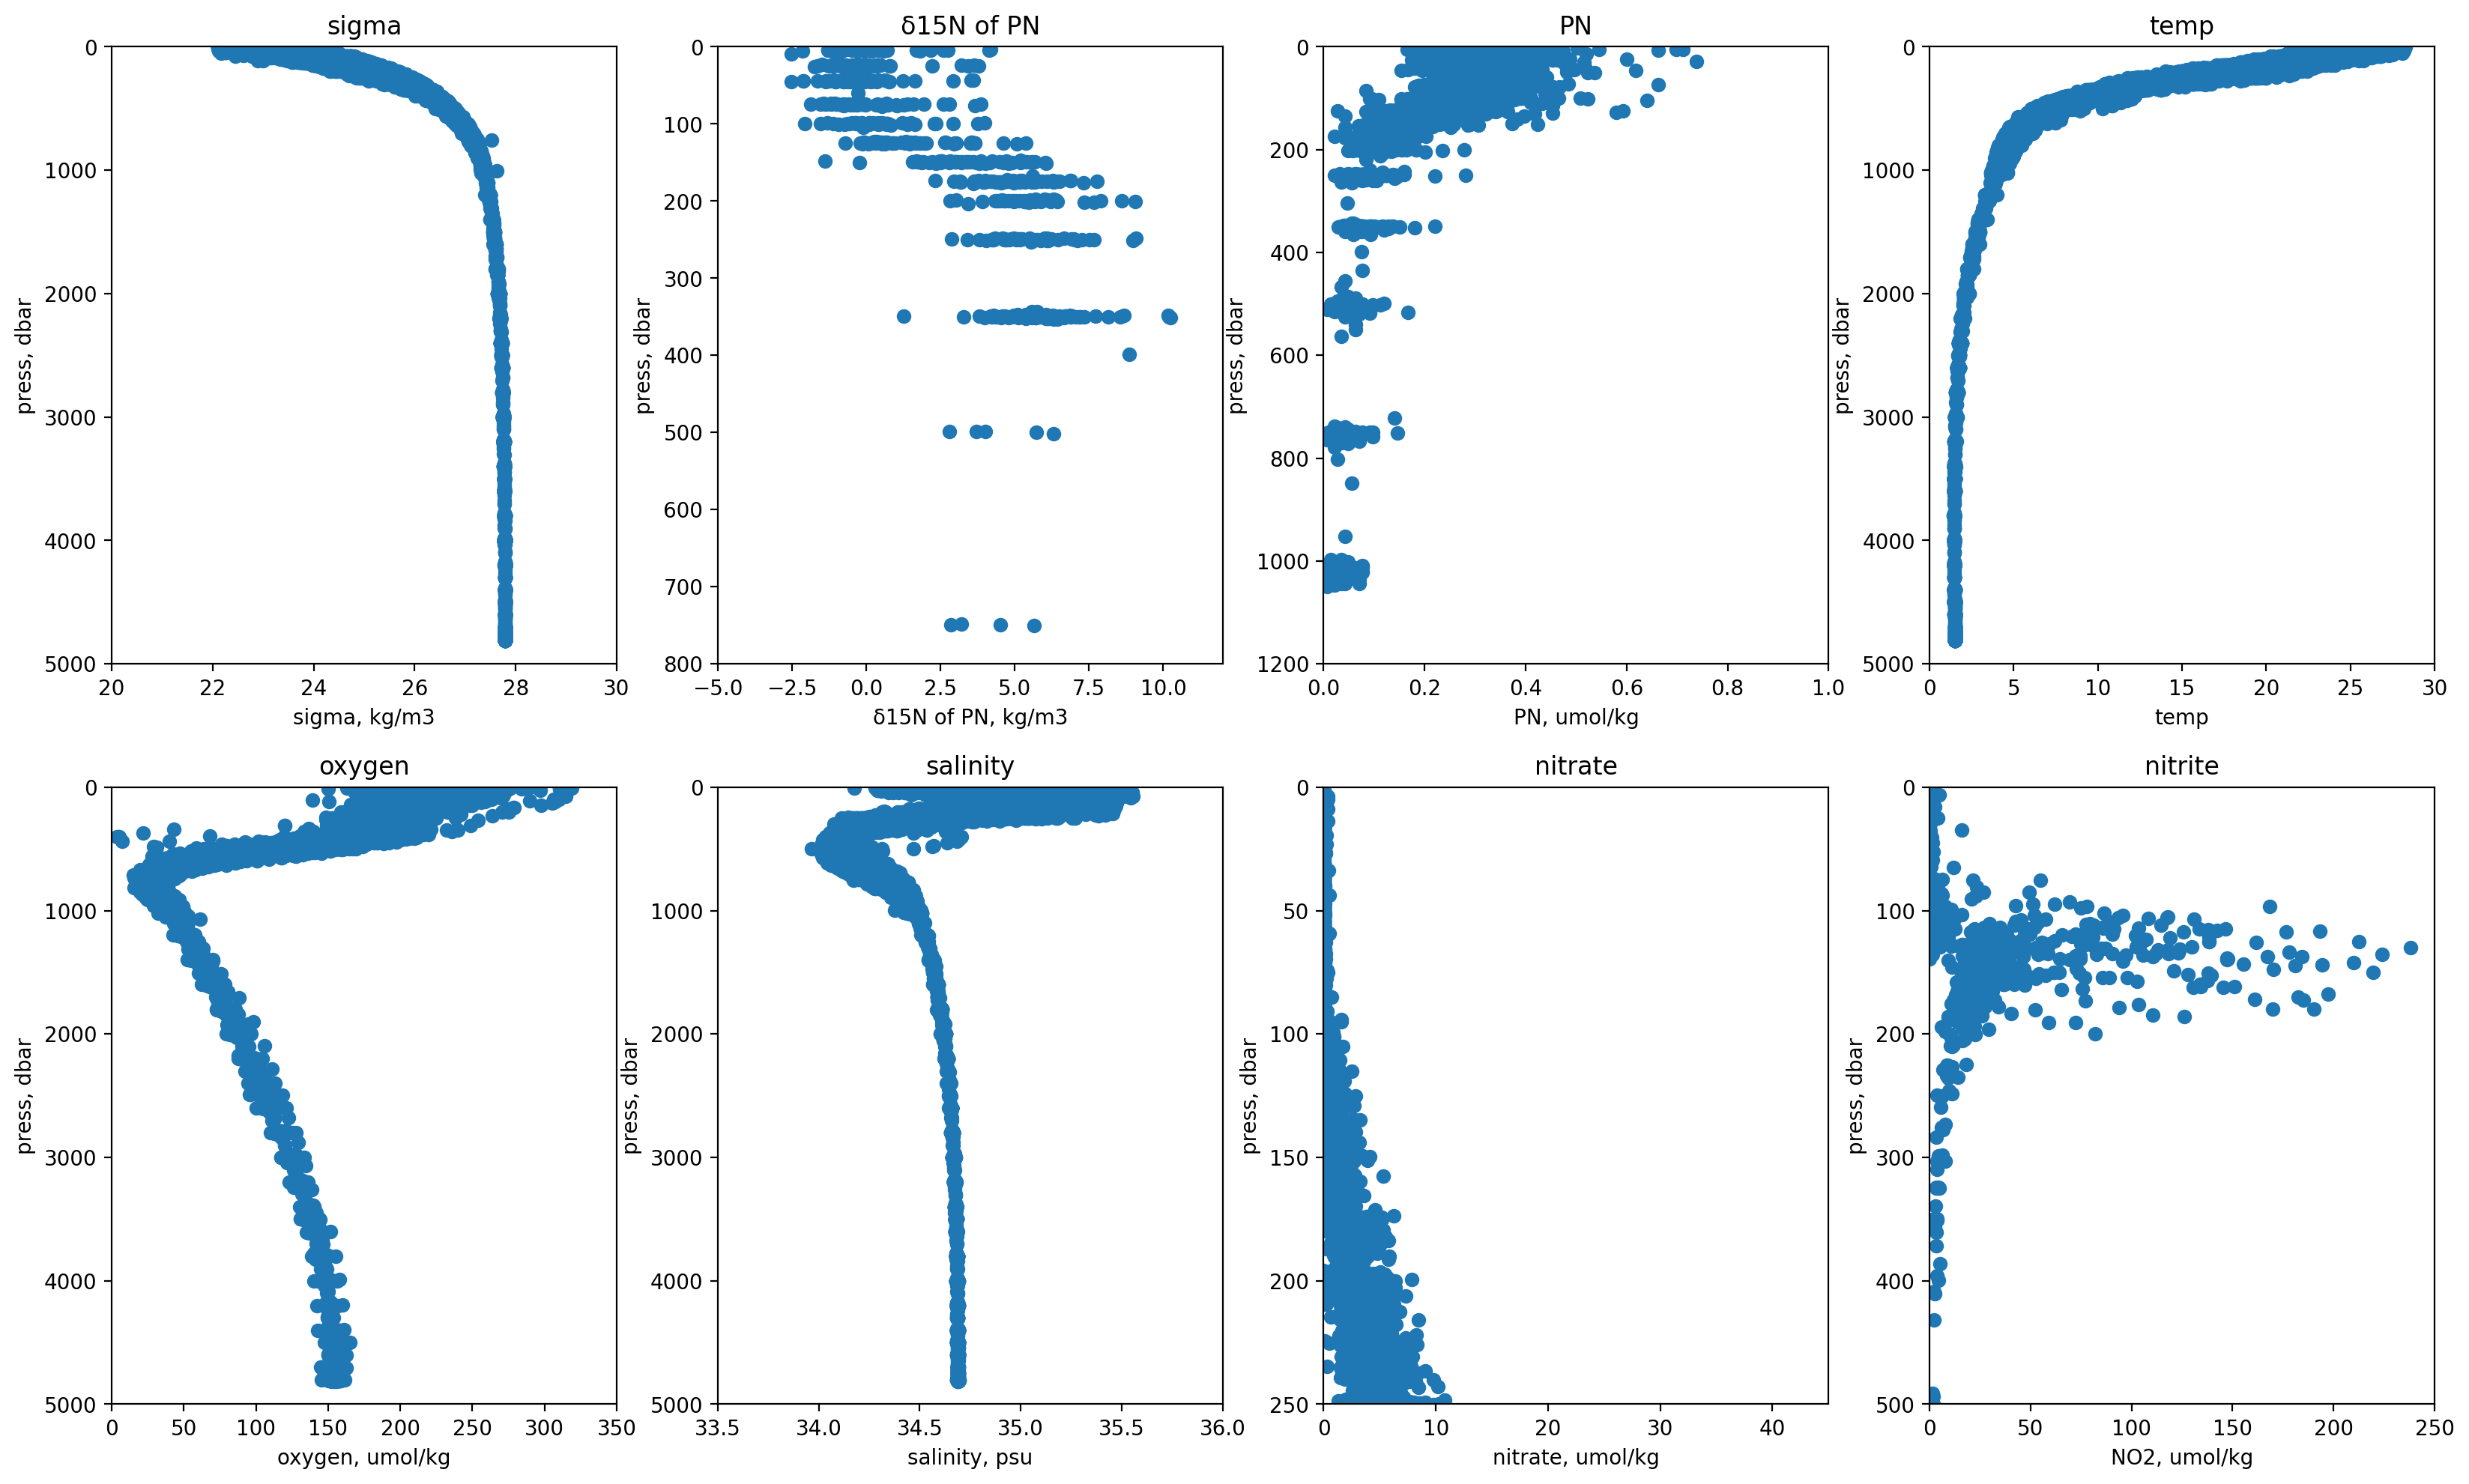 sigma
0
1000
2000
3000
4000
5000
press, dbar
20 22 24 26 28 30
sigma, kg/m3
δ15N of PN
0
100
200
300
400
500
600
700
800
press, dbar
−5.0 −2.5 0.0 2.5 5.0 7.5 10.0
δ15N of PN, kg/m3
PN
0
200
400
600
800
1000
1200
press, dbar
0.0 0.2 0.4 0.6 0.8 1.0
PN, umol/kg
temp
0
1000
2000
3000
4000
5000
press, dbar
0 5 10 15 20 25 30
temp
oxygen
0
1000
2000
3000
4000
5000
press, dbar
0 50 100 150 200 250 300 350
oxygen, umol/kg
salinity
0
1000
2000
3000
4000
5000
press, dbar
33.5 34.0 34.5 35.0 35.5 36.0
salinity, psu
nitrate
0
50
100
150
200
250
press, dbar
0 10 20 30 40
nitrate, umol/kg
nitrite
0
100
200
300
400
500
press, dbar
0 50 100 150 200 250
NO2, umol/kg